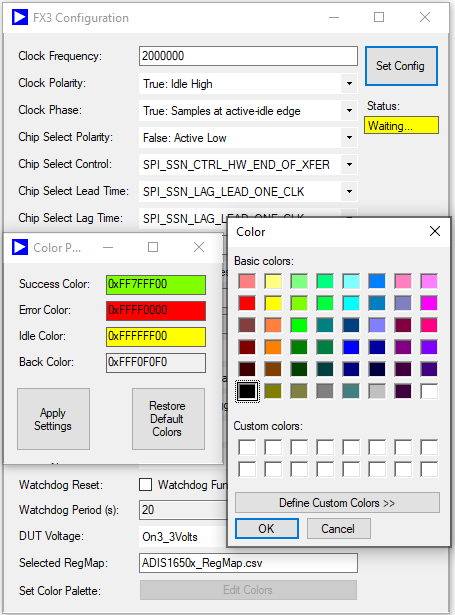 FX3 Configuration
Clock Frequency: 2000000
Set Config
Clock Polarity: True: Idle High
Clock Phase: True: Samples at active-idle edge
Status:
Waiting...
Chip Select Polarity: False: Active Low
Chip Select Control: SPI_SSN_CTRL_HW_END_OF_XFER
Chip Select Lead Time: SPI_SSN_LAG_LEAD_ONE_CLK
Chip Select Lag Time: SPI_SSN_LAG_LEAD_ONE_CLK
Color P...
Success Color: 0xFF7FFF00
Error Color: 0xFFFF0000
Idle Color: 0xFFFFFF00
Back Color: 0xFFF0F0F0
Apply
Settings
Restore
Default
Colors
Color
Basic colors:
Custom colors:
Define Custom Colors >>
OK
Cancel
Watchdog Reset: Watchdog Fun
Watchdog Period (s): 20
DUT Voltage: On3_3Volts
Selected RegMap: ADIS1650x_RegMap.csv
Set Color Palette: Edit Colors